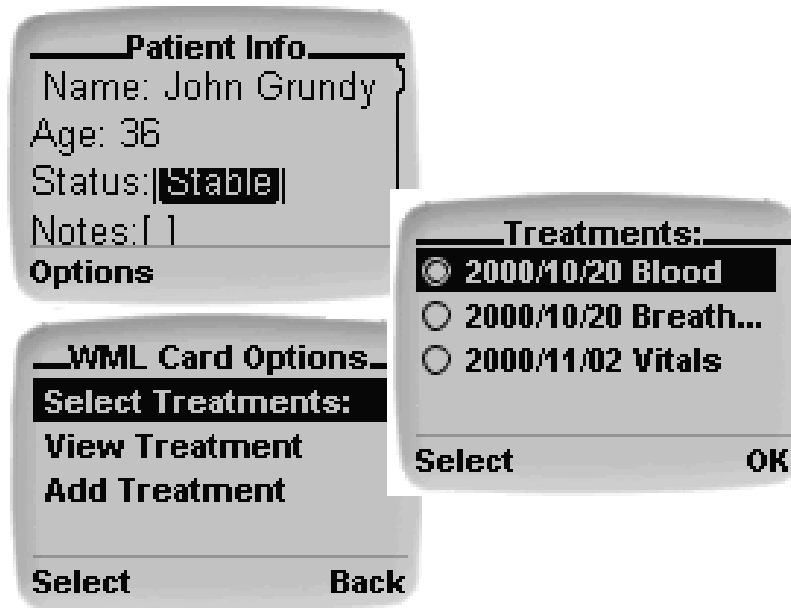 Patient Info
Name: John Grundy
Age: 36
Status:[Stable]
Notes:[ ]
Options
WML Card Options
Select Treatments:
View Treatment
Add Treatment
Select Back
Treatments:
2000/10/20 Blood
2000/10/20 Breath...
2000/11/02 Vitals
Select OK